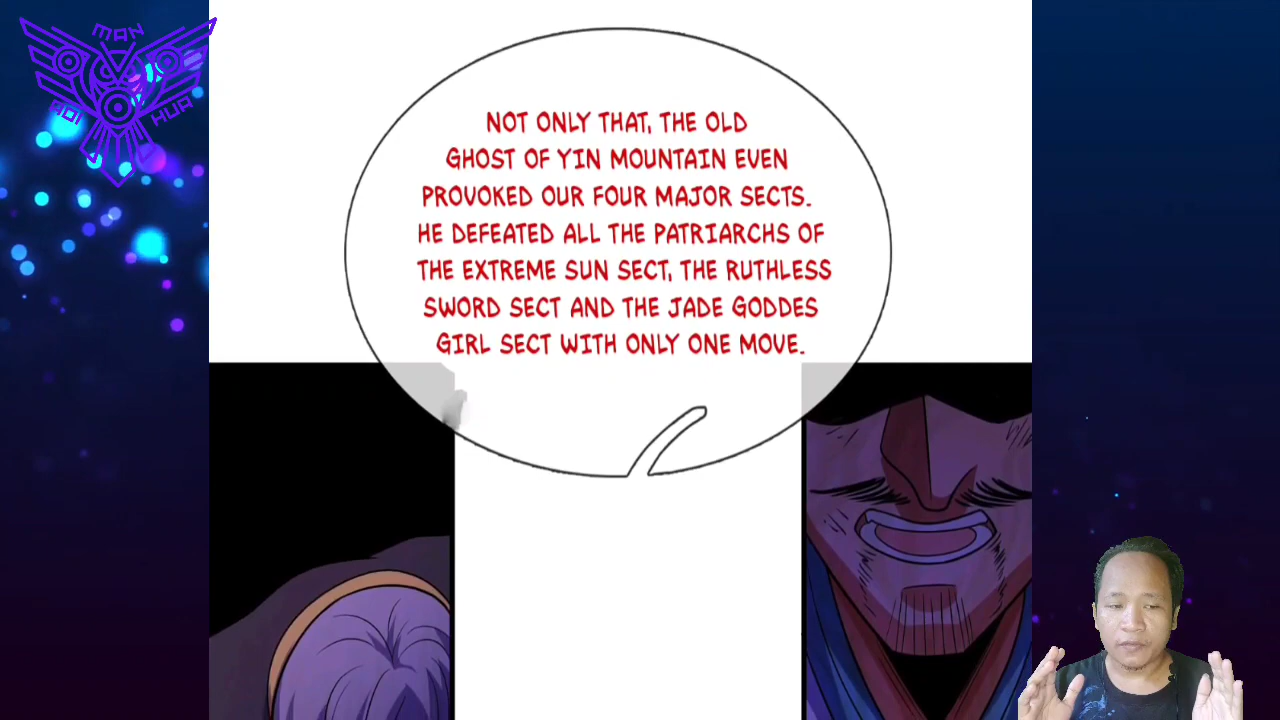 MAN
HUA
NOT ONLY THAT, THE OLD
GHOST OF YIN MOUNTAIN EVEN
PROVOKED OUR FOUR MAJOR SECTS.
HE DEFEATED ALL THE PATRIARCHS OF
THE EXTREME SUN SECT, THE RUTHLESS
SWORD SECT AND THE JADE GODDES
GIRL SECT WITH ONLY ONE MOVE.